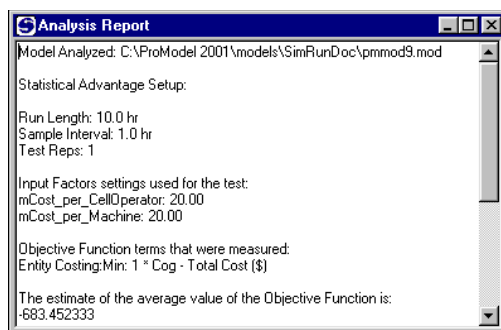 Analysis Report
Model Analyzed: C:\ProModel 2001\models\SimRunDoc\pmmod9.mod
Statistical Advantage Setup:
Run Length: 10.0 hr
Sample Interval: 1.0 hr
Test Reps: 1
Input Factors settings used for the test:
mCost_per_CellOperator: 20.00
mCost_per_Machine: 20.00
Objective Function terms that were measured:
Entity Costing:Min: 1 * Cog - Total Cost ($)
The estimate of the average value of the Objective Function is:
-683.452333